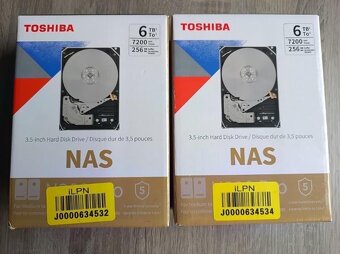 TOSHIBA
6 TB
To
7200
256
3.5-inch Hard Disk Drive / Disque dur de 3,5 pouces
NAS
iLPN
J0000634532
5
TOSHIBA
6 TB
To
7200
256
3.5-inch Hard Disk Drive / Disque dur de 3,5 pouces
NAS
iLPN
J0000634534
5